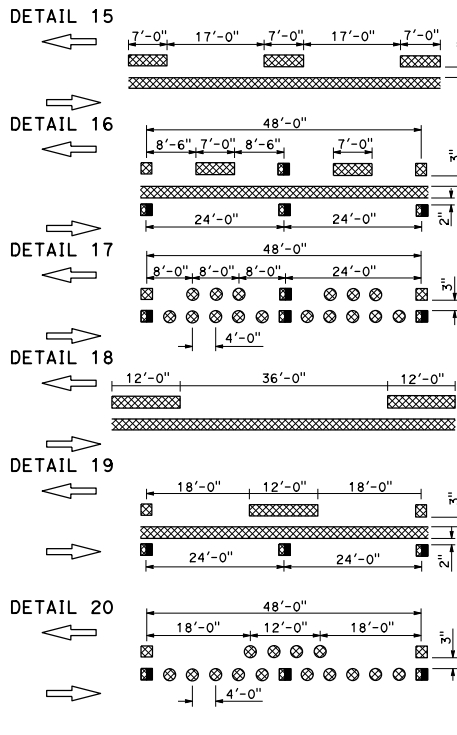 DETAIL 15
7'-0" 17'-0" 7'-0" 17'-0" 7'-0"
DETAIL 16
48'-0"
8'-6" 7'-0" 8'-6" 7'-0"
3"
24'-0" 24'-0"
2"
DETAIL 17
48'-0"
8'-0" 8'-0" 8'-0" 24'-0"
3"
4'-0"
DETAIL 18
12'-0" 36'-0" 12'-0"
DETAIL 19
18'-0" 12'-0" 18'-0"
3"
24'-0" 24'-0"
2"
DETAIL 20
48'-0"
18'-0" 12'-0" 18'-0"
3"
4'-0"